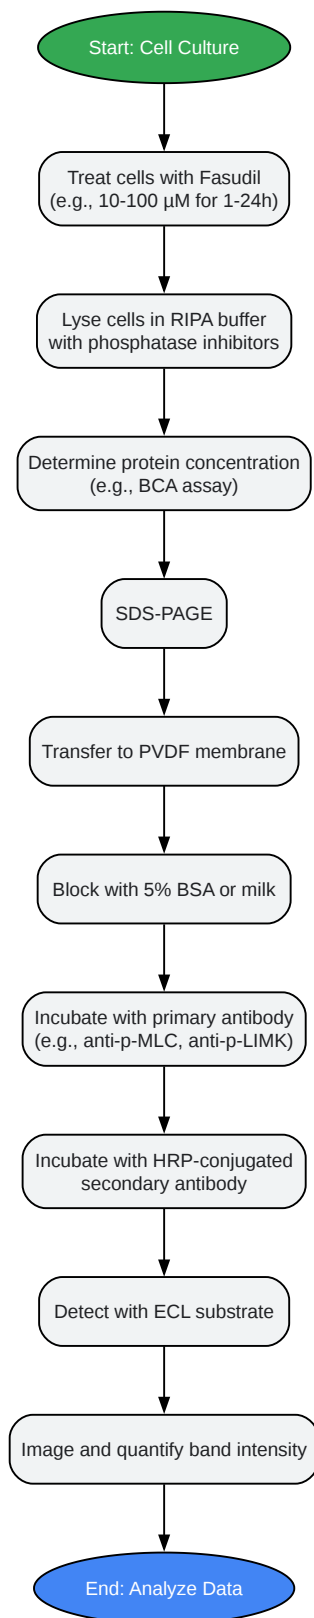 Start: Cell Culture
Treat cells with Fasudil
(e.g., 10-100 µM for 1-24h)
Lyse cells in RIPA buffer
with phosphatase inhibitors
Determine protein concentration
(e.g., BCA assay)
SDS-PAGE
Transfer to PVDF membrane
Block with 5% BSA or milk
Incubate with primary antibody
(e.g., anti-p-MLC, anti-p-LIMK)
Incubate with HRP-conjugated
secondary antibody
Detect with ECL substrate
Image and quantify band intensity
End: Analyze Data